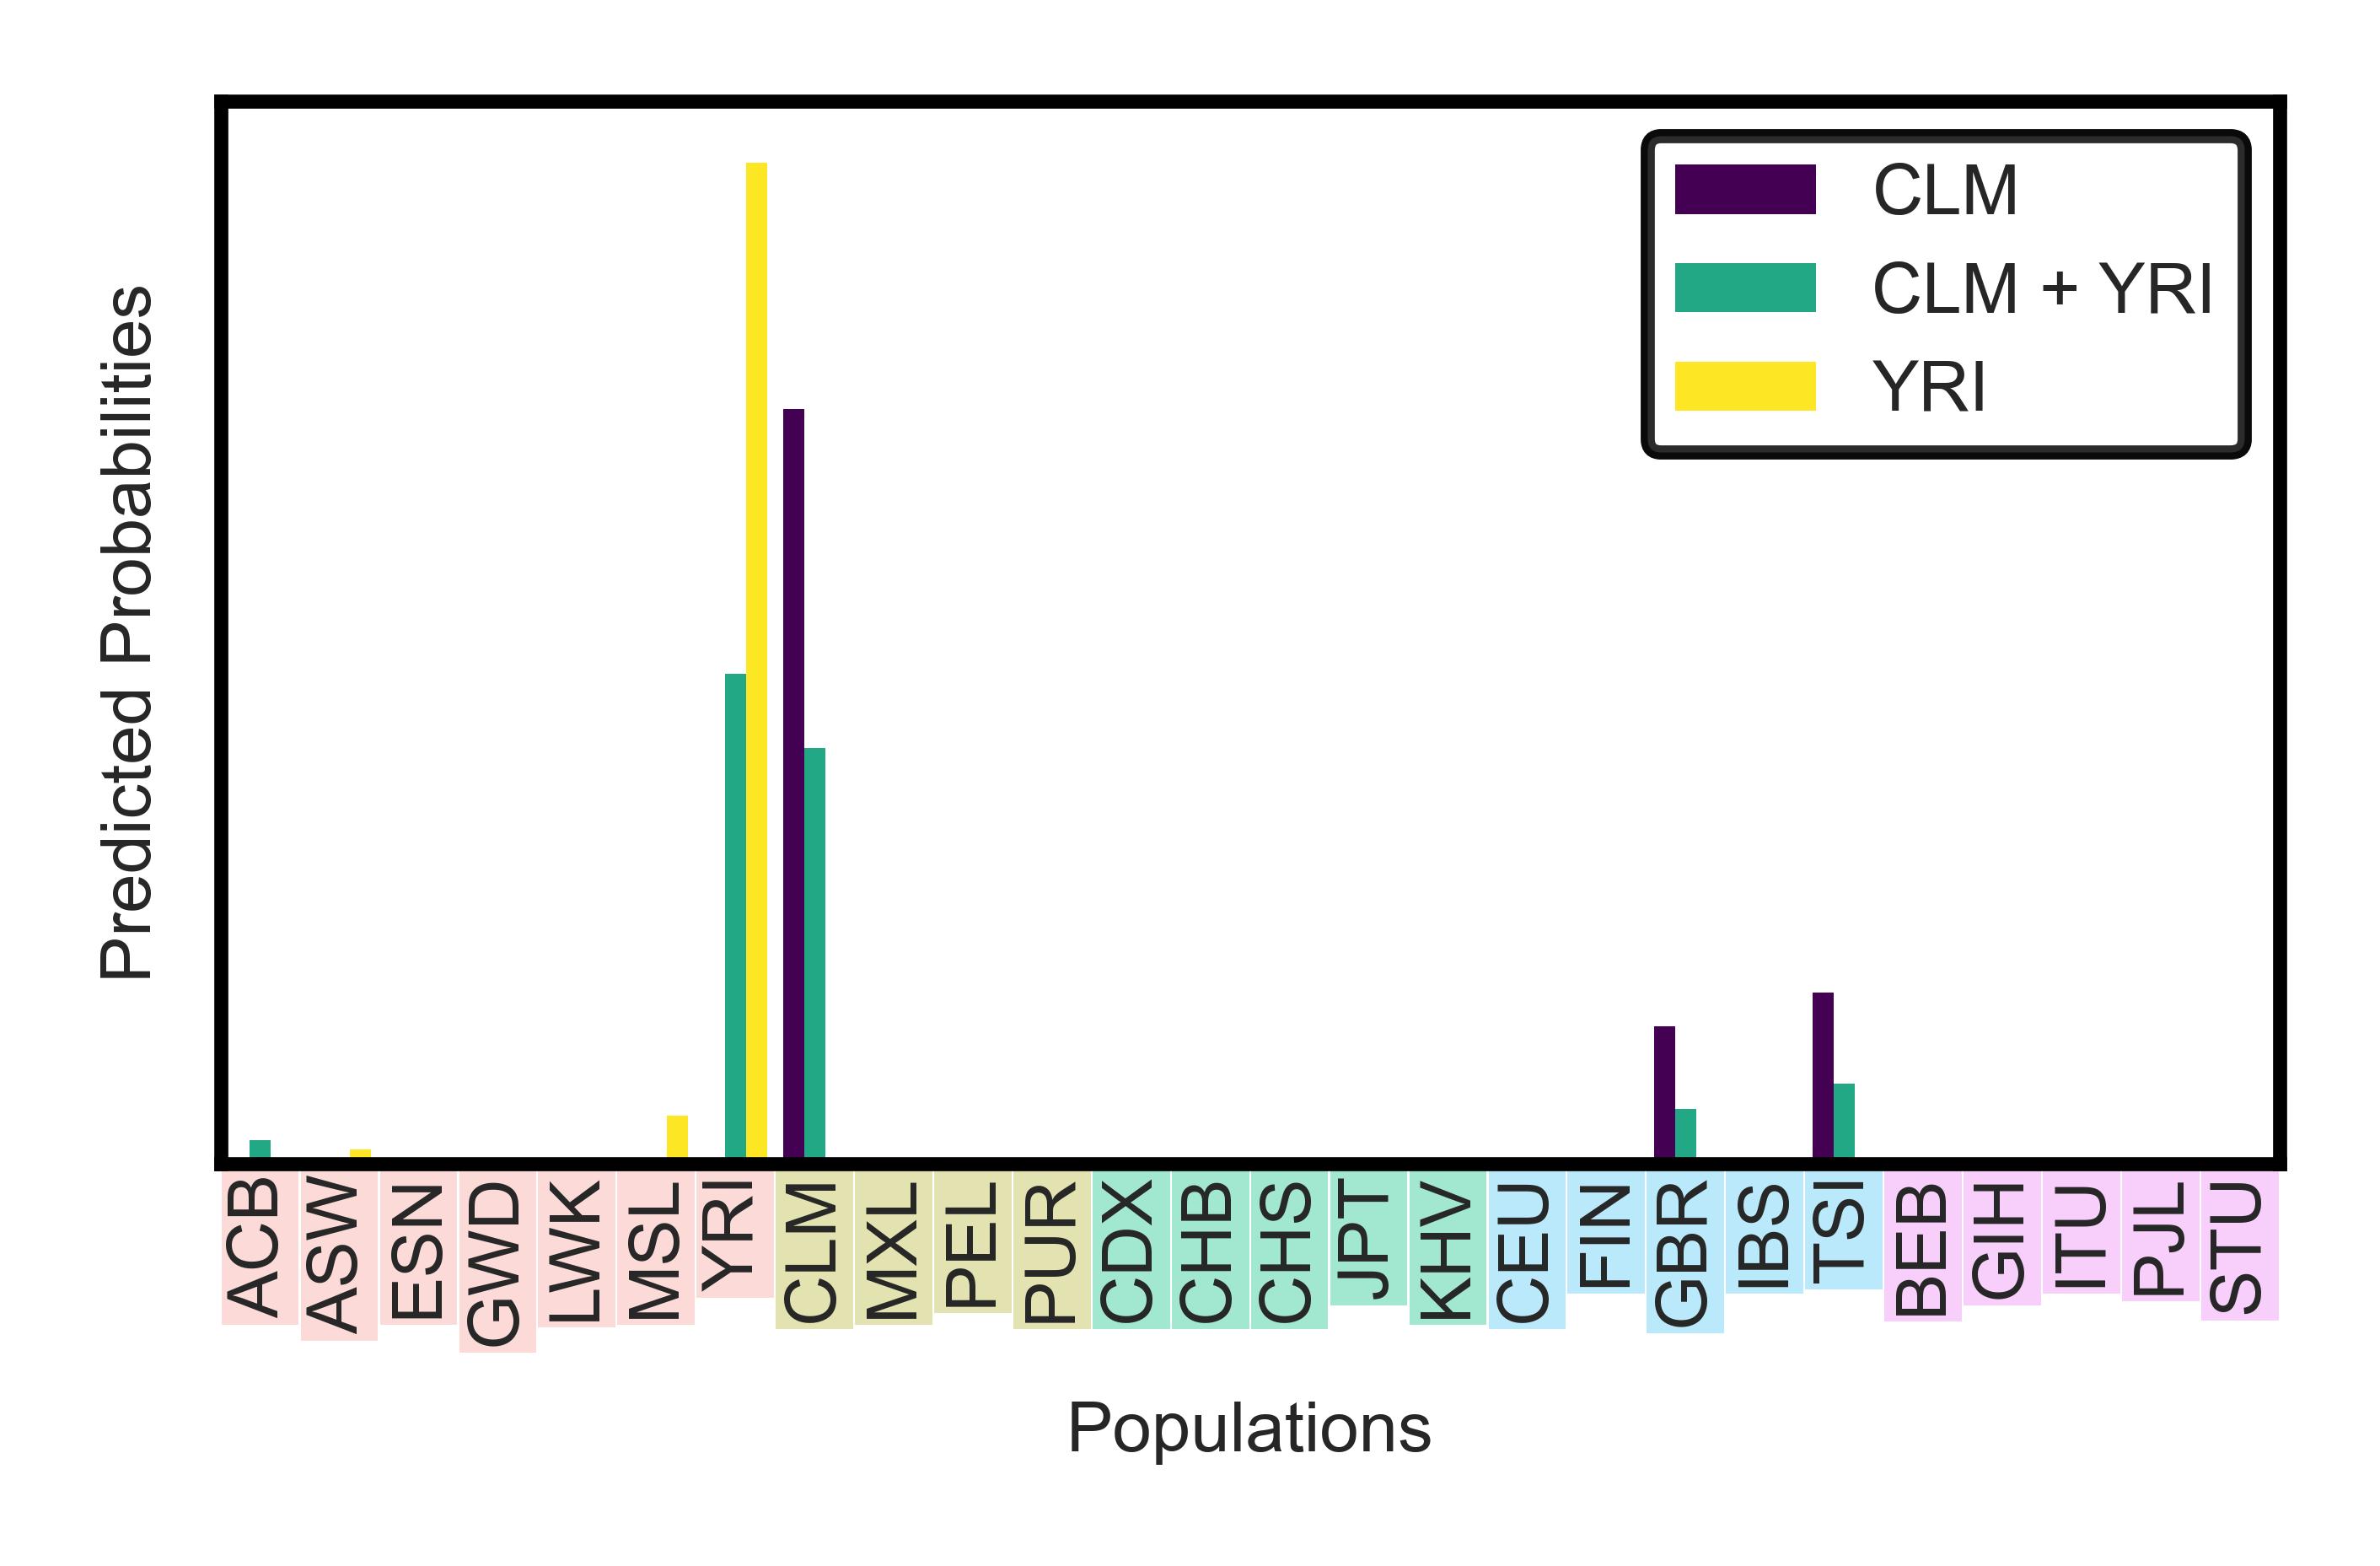 CLM
CLM + YRI
YRI
Predicted Probabilities
ACB
ASW
ESN
GWD
LWK
MSL
YRI
CLM
MXL
PEL
PUR
CDX
CHB
CHS
JPT
KHV
CEU
FIN
GBR
IBS
TSI
BEB
GIH
ITU
PJL
STU
Populations